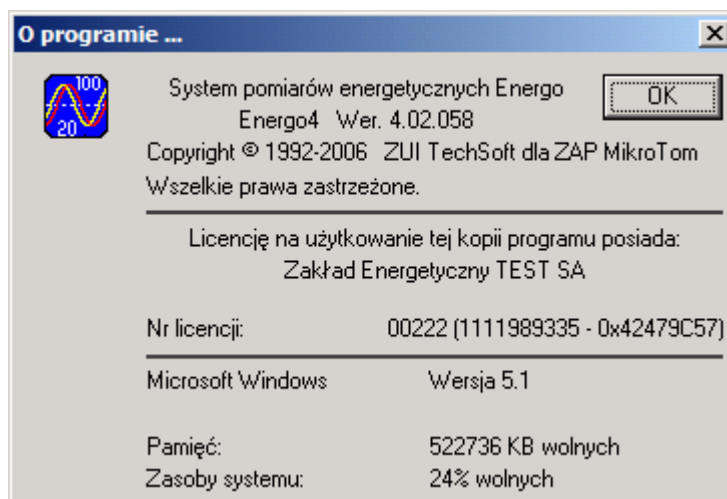 O programie ...
100
20
System pomiarów energetycznych Energo
OK
Energo4 Wer. 4.02.058
Copyright © 1992-2006 ZUI TechSoft dla ZAP MikroTom
Wszelkie prawa zastrzeżone.
Licencję na użytkowanie tej kopii programu posiada:
Zakład Energetyczny TEST SA
Nr licencji: 00222 (1111989335 - 0x42479C57)
Microsoft Windows Wersja 5.1
Pamięć: 522736 KB wolnych
Zasoby systemu: 24% wolnych